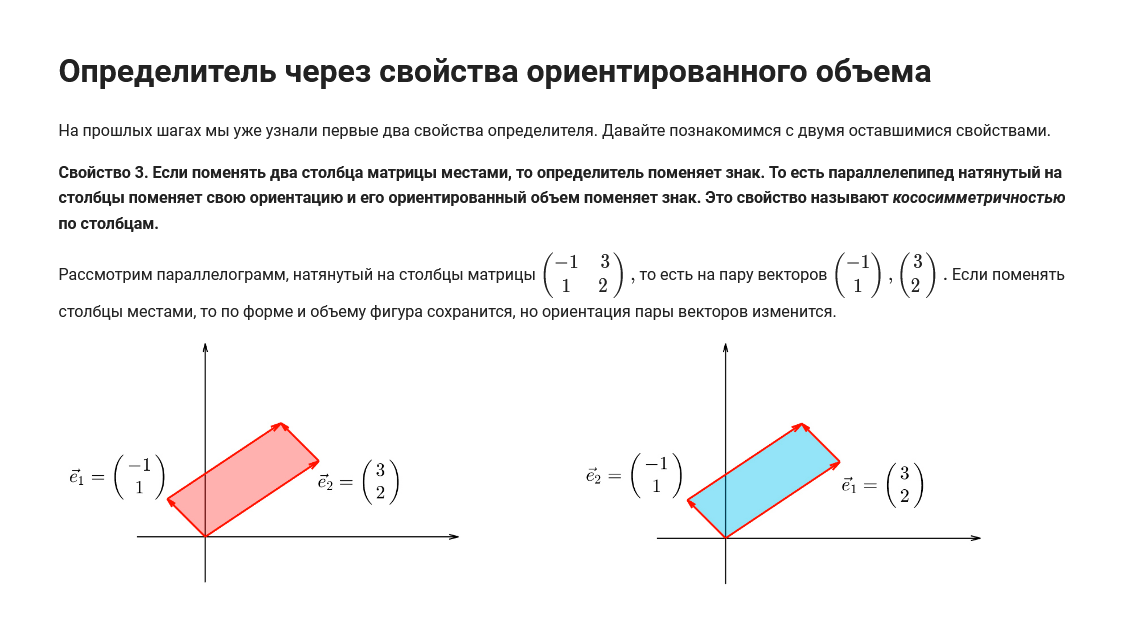 Определитель через свойства ориентированного объема
На прошлых шагах мы уже узнали первые два свойства определителя. Давайте познакомимся с двумя оставшимися свойствами.
Свойство 3. Если поменять два столбца матрицы местами, то определитель поменяет знак. То есть параллелепипед натянутый на
столбцы поменяет свою ориентацию и его ориентированный объем поменяет знак. Это свойство называют кососимметричностью
по столбцам.
Рассмотрим параллелограмм, натянутый на столбцы матрицы \begin{pmatrix} -1 & 3 \\ 1 & 2 \end{pmatrix}, то есть на пару векторов \begin{pmatrix} -1 \\ 1 \end{pmatrix}, \begin{pmatrix} 3 \\ 2 \end{pmatrix}. Если поменять
столбцы местами, то по форме и объему фигура сохранится, но ориентация пары векторов изменится.
\vec{e}_1 = \begin{pmatrix} -1 \\ 1 \end{pmatrix}
\vec{e}_2 = \begin{pmatrix} 3 \\ 2 \end{pmatrix}
\vec{e}_2 = \begin{pmatrix} -1 \\ 1 \end{pmatrix}
\vec{e}_1 = \begin{pmatrix} 3 \\ 2 \end{pmatrix}